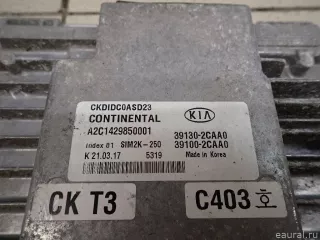 CKDIDC0ASD23
CONTINENTAL KIA
A2C1429850001 39130-2CAA0
Index 01 SIM2K-250 39100-2CAA0
K 21.03.17 5319 Made in Korea
CK T3 C403
© eaural.ru